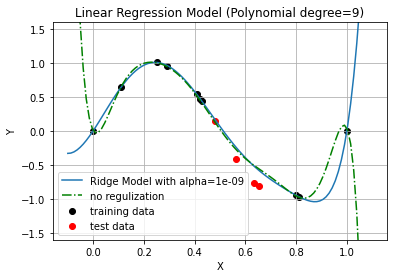 Linear Regression Model (Polynomial degree=9)
1.5
1.0
0.5
0.0
−0.5
−1.0
−1.5
Y
Ridge Model with alpha=1e-09
no regulization
training data
test data
0.0 0.2 0.4 0.6 0.8 1.0
X